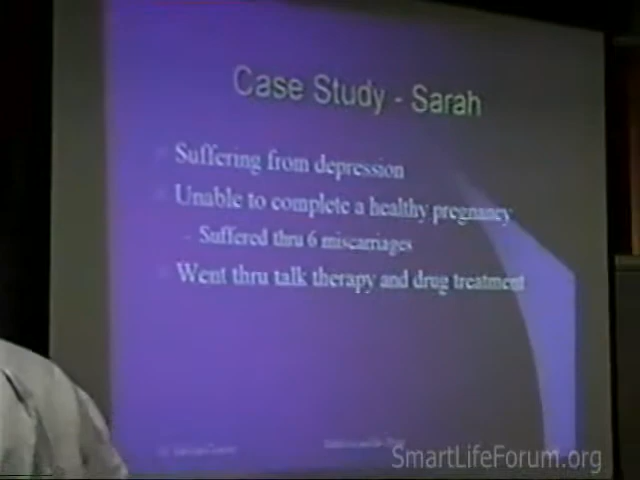 Case Study - Sarah
Suffering from depression
Unable to complete a healthy pregnancy
- Suffered thru 6 miscarriages
Went thru talk therapy and drug treatment
SmartLifeForum.org